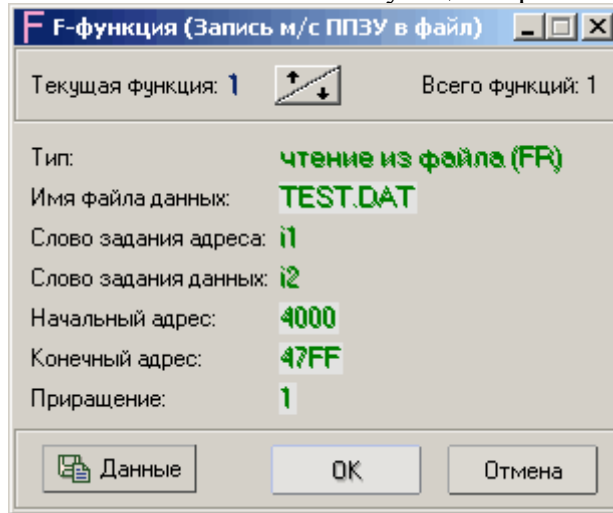 F F-функция (Запись м/с ППЗУ в файл)
Текущая функция: 1 Всего функций: 1
Тип: чтение из файла (FR)
Имя файла данных: TEST.DAT
Слово задания адреса: i1
Слово задания данных: i2
Начальный адрес: 4000
Конечный адрес: 47FF
Приращение: 1
Данные OK Отмена